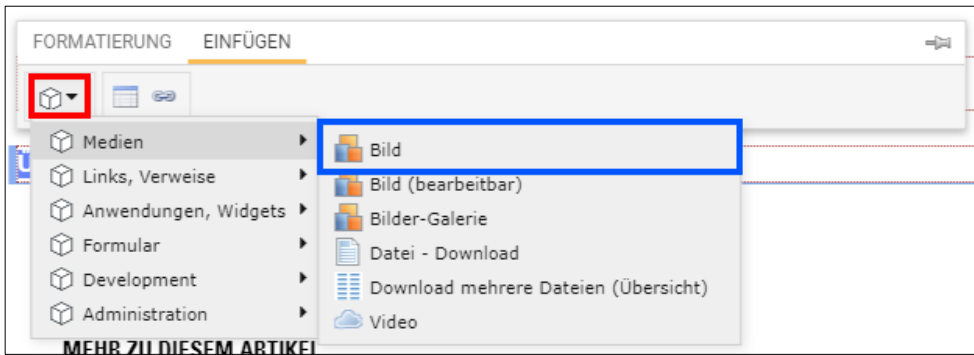 FORMATIERUNG EINFÜGEN
Medien
Links, Verweise
Anwendungen, Widgets
Formular
Development
Administration
Bild
Bild (bearbeitbar)
Bilder-Galerie
Datei - Download
Download mehrere Dateien (Übersicht)
Video
MEHR ZU DIESEM ARTIKEL